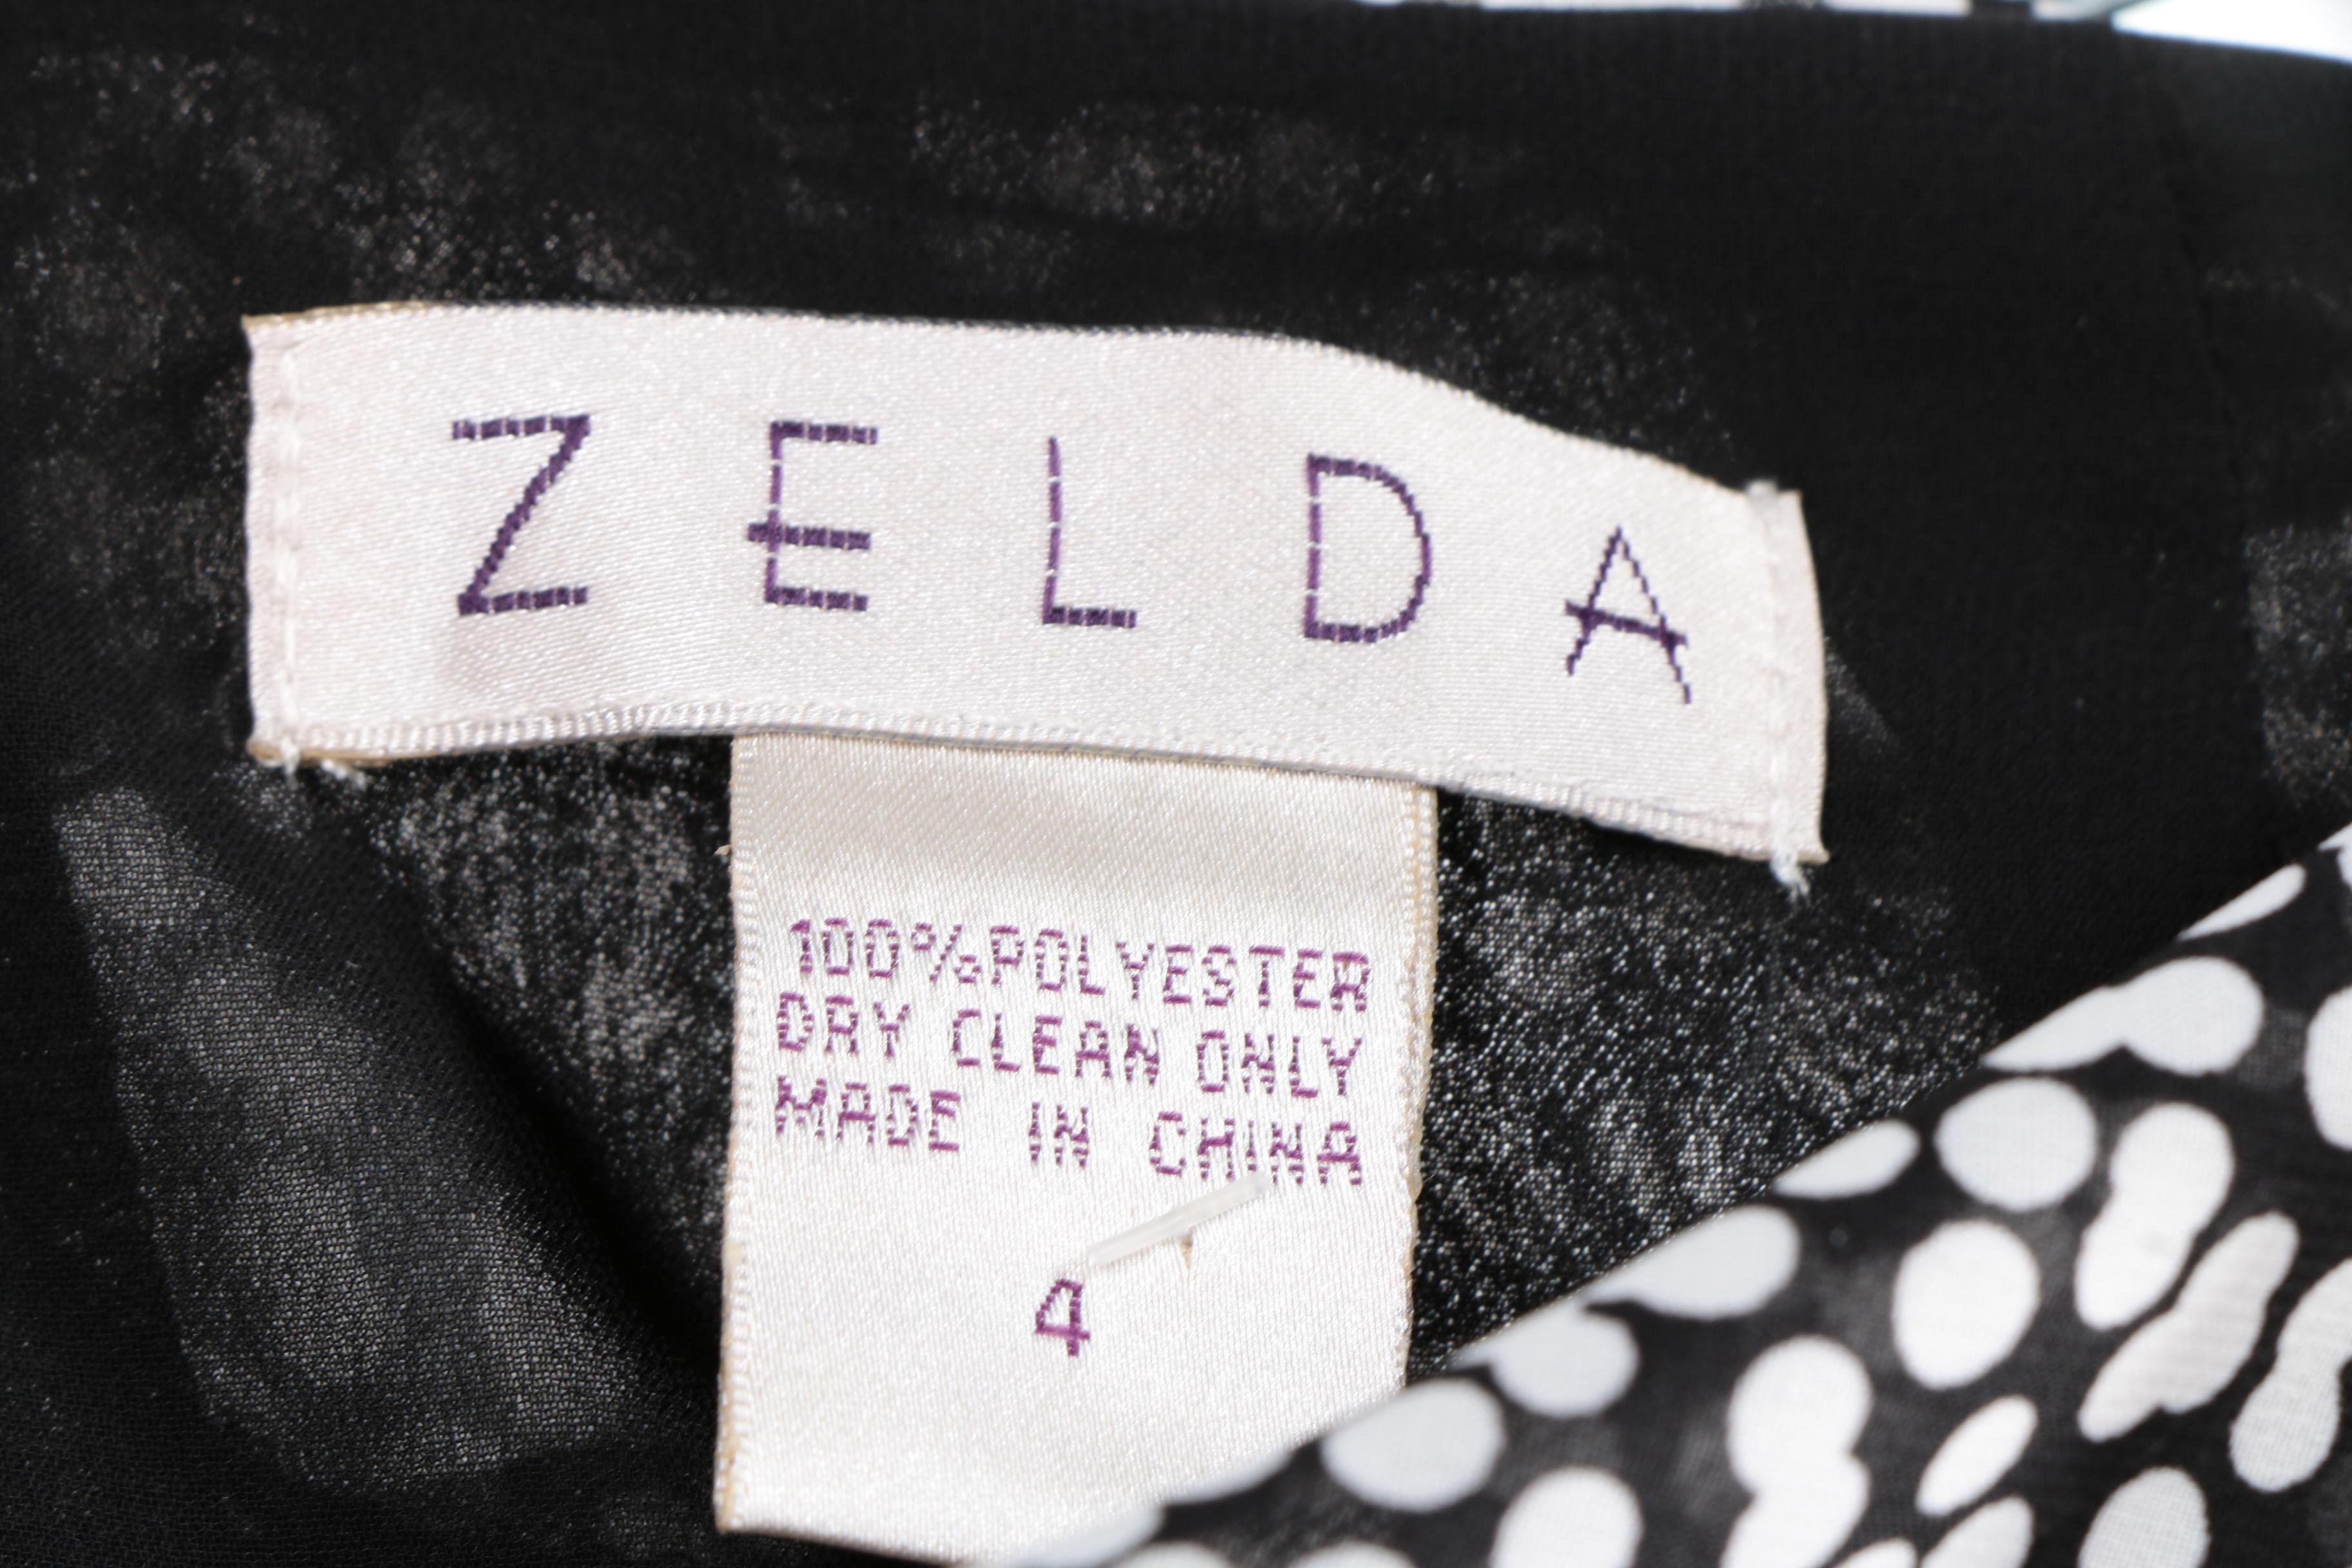 ZELDA
100%POLYESTER
DRY CLEAN ONLY
MADE IN CHINA
4